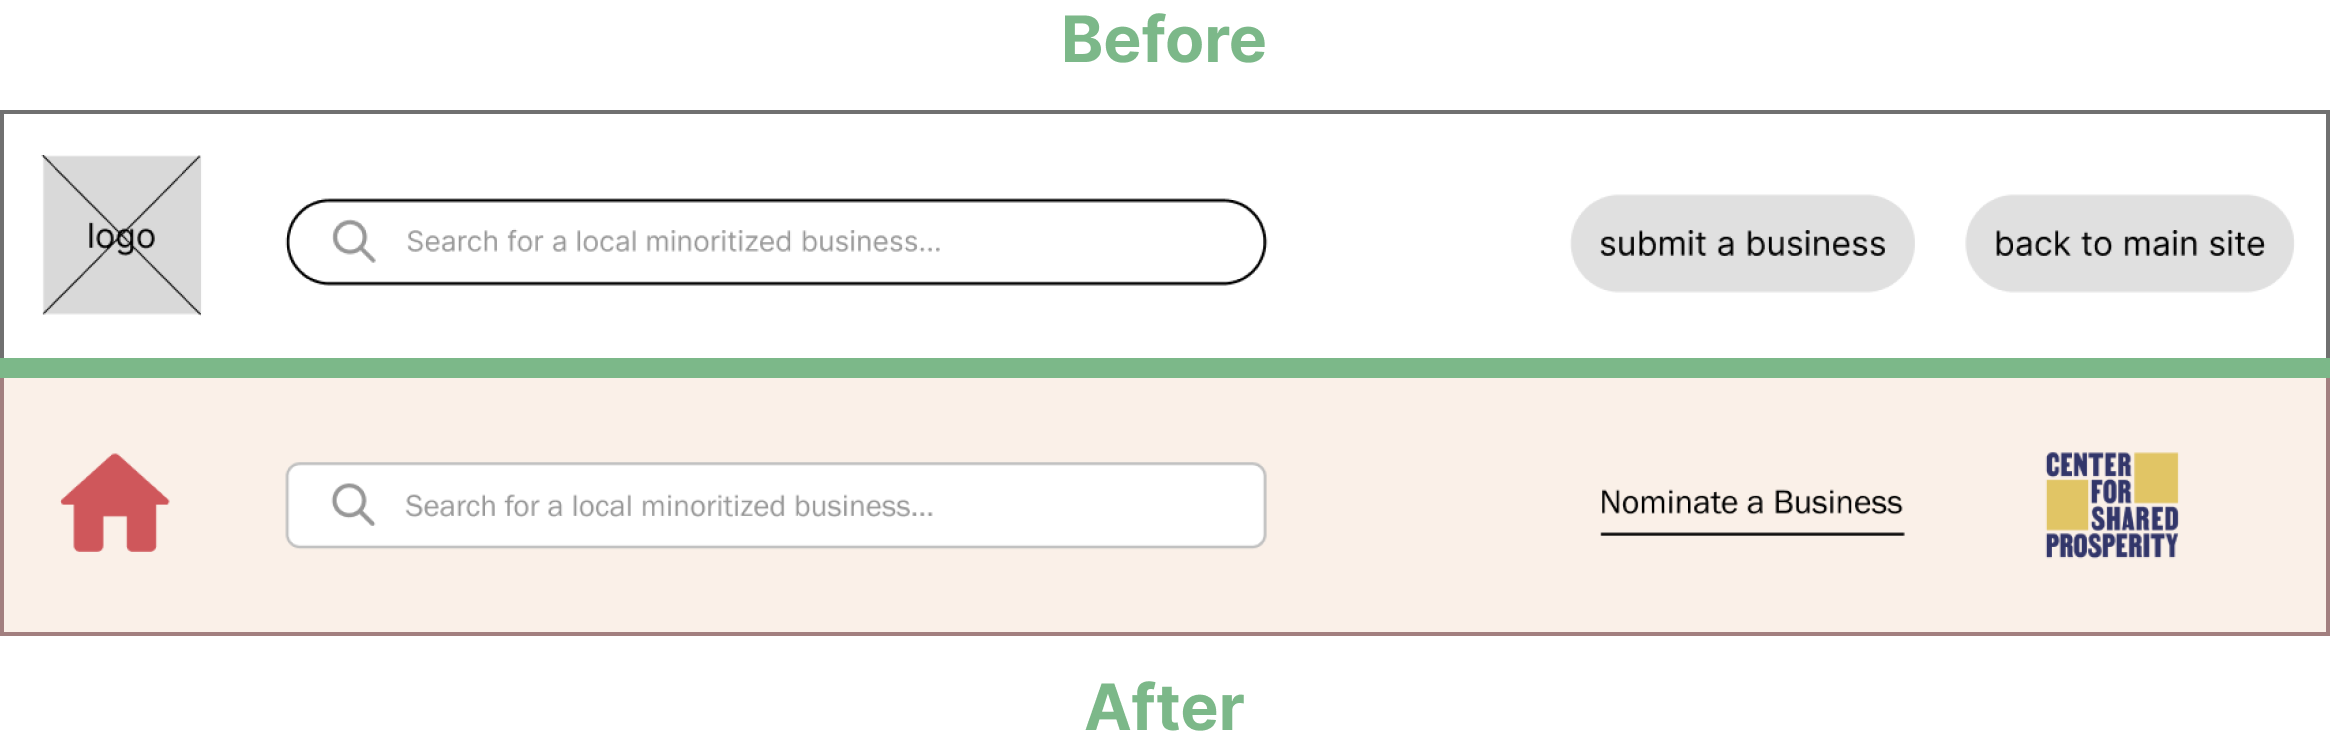 Before
logo
Search for a local minoritized business...
submit a business
back to main site
Search for a local minoritized business...
Nominate a Business
CENTER
FOR
SHARED
PROSPERITY
After